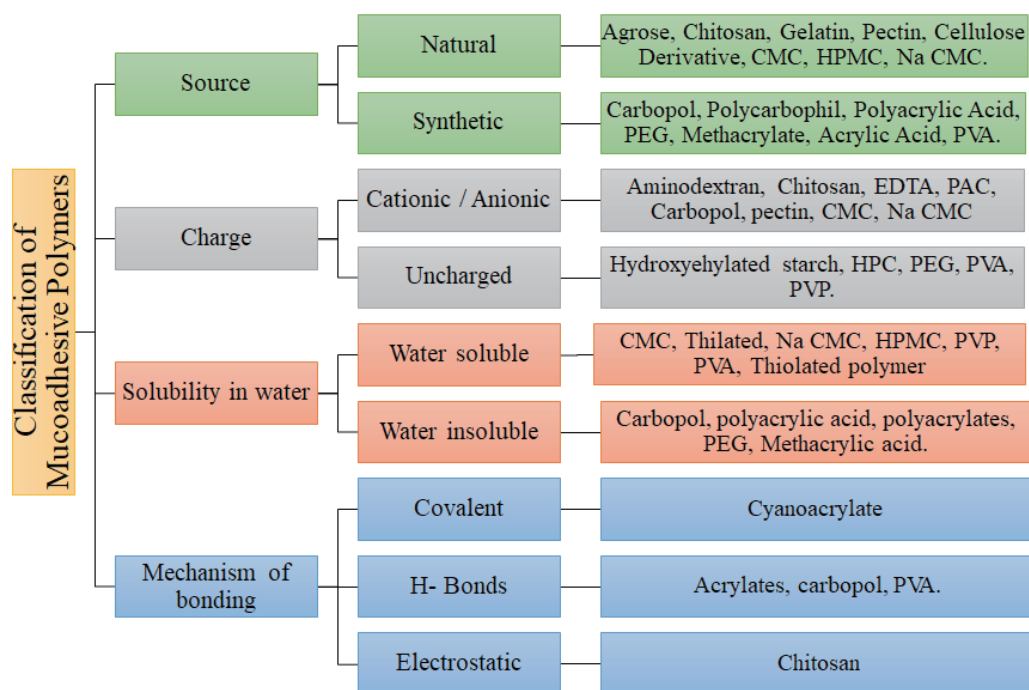 Classification of
Mucoadhesive Polymers
Source
Natural
Agrose, Chitosan, Gelatin, Pectin, Cellulose
Derivative, CMC, HPMC, Na CMC.
Synthetic
Carbopol, Polycarbophil, Polyacrylic Acid,
PEG, Methacrylate, Acrylic Acid, PVA.
Charge
Cationic / Anionic
Aminodextran, Chitosan, EDTA, PAC,
Carbopol, pectin, CMC, Na CMC
Uncharged
Hydroxyehylated starch, HPC, PEG, PVA,
PVP.
Solubility in water
Water soluble
CMC, Thilated, Na CMC, HPMC, PVP,
PVA, Thiolated polymer
Water insoluble
Carbopol, polyacrylic acid, polyacrylates,
PEG, Methacrylic acid.
Mechanism of
bonding
Covalent
Cyanoacrylate
H- Bonds
Acrylates, carbopol, PVA.
Electrostatic
Chitosan